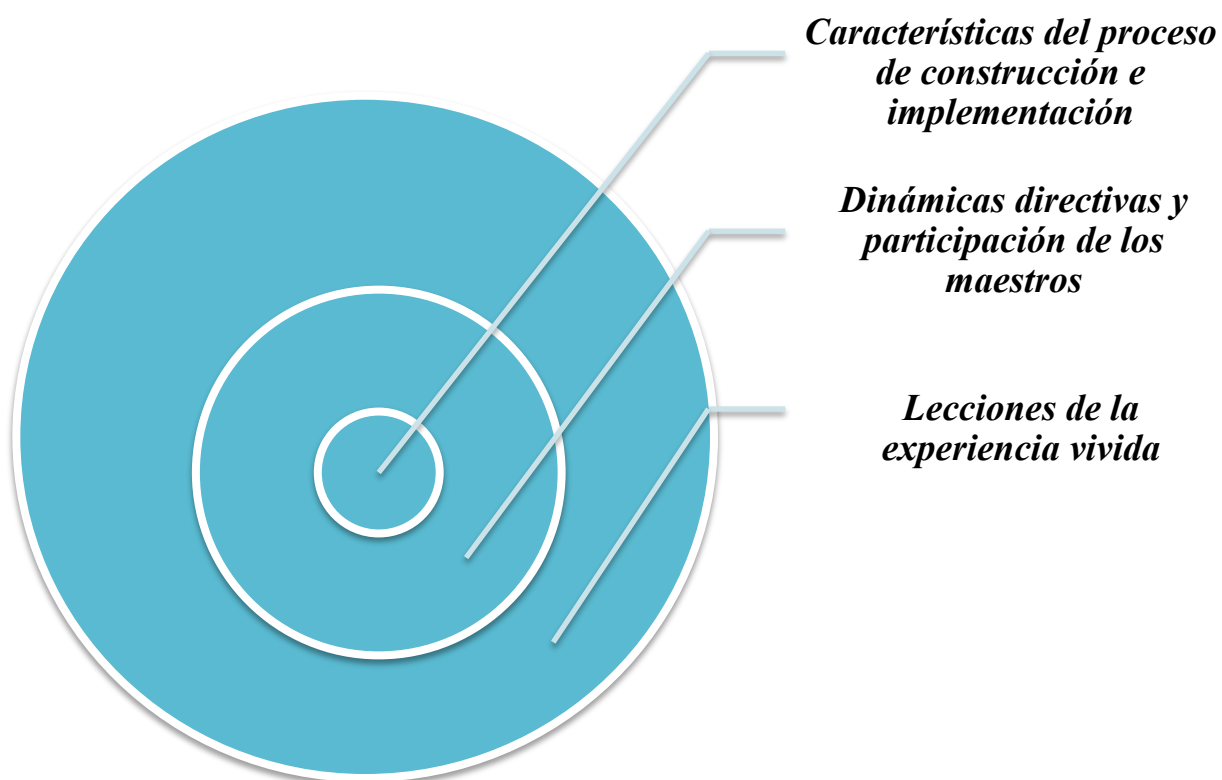 Características del proceso
de construcción e
implementación
Dinámicas directivas y
participación de los
maestros
Lecciones de la
experiencia vivida